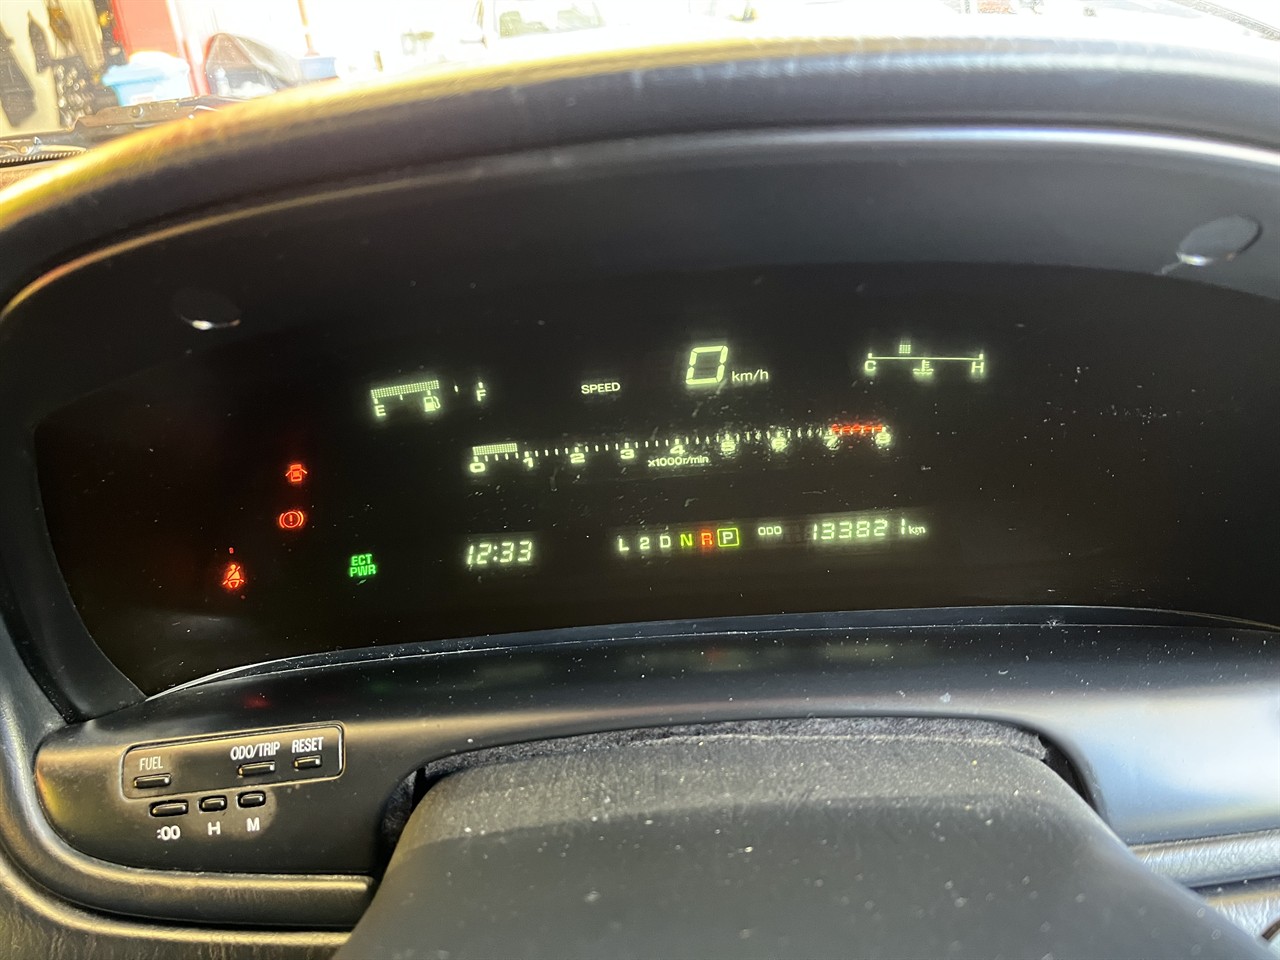 E F
SPEED
0 km/h
C H
0 1 2 3 4 5 6 7 8
x1000r/min
ECT
PWR
12:33
L 2 D N R P
ODO 133821 km
FUEL
ODO/TRIP
RESET
:00
H
M